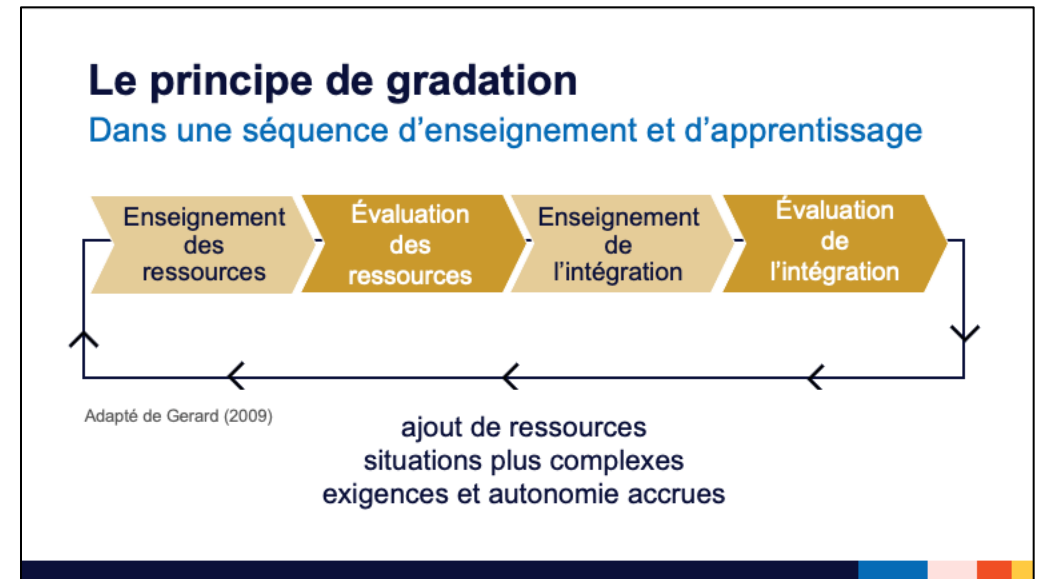 Le principe de gradation
Dans une séquence d'enseignement et d'apprentissage
Enseignement
des
ressources
Évaluation
des
ressources
Enseignement
de
l'intégration
Évaluation
de
l'intégration
Adapté de Gerard (2009)
ajout de ressources
situations plus complexes
exigences et autonomie accrues